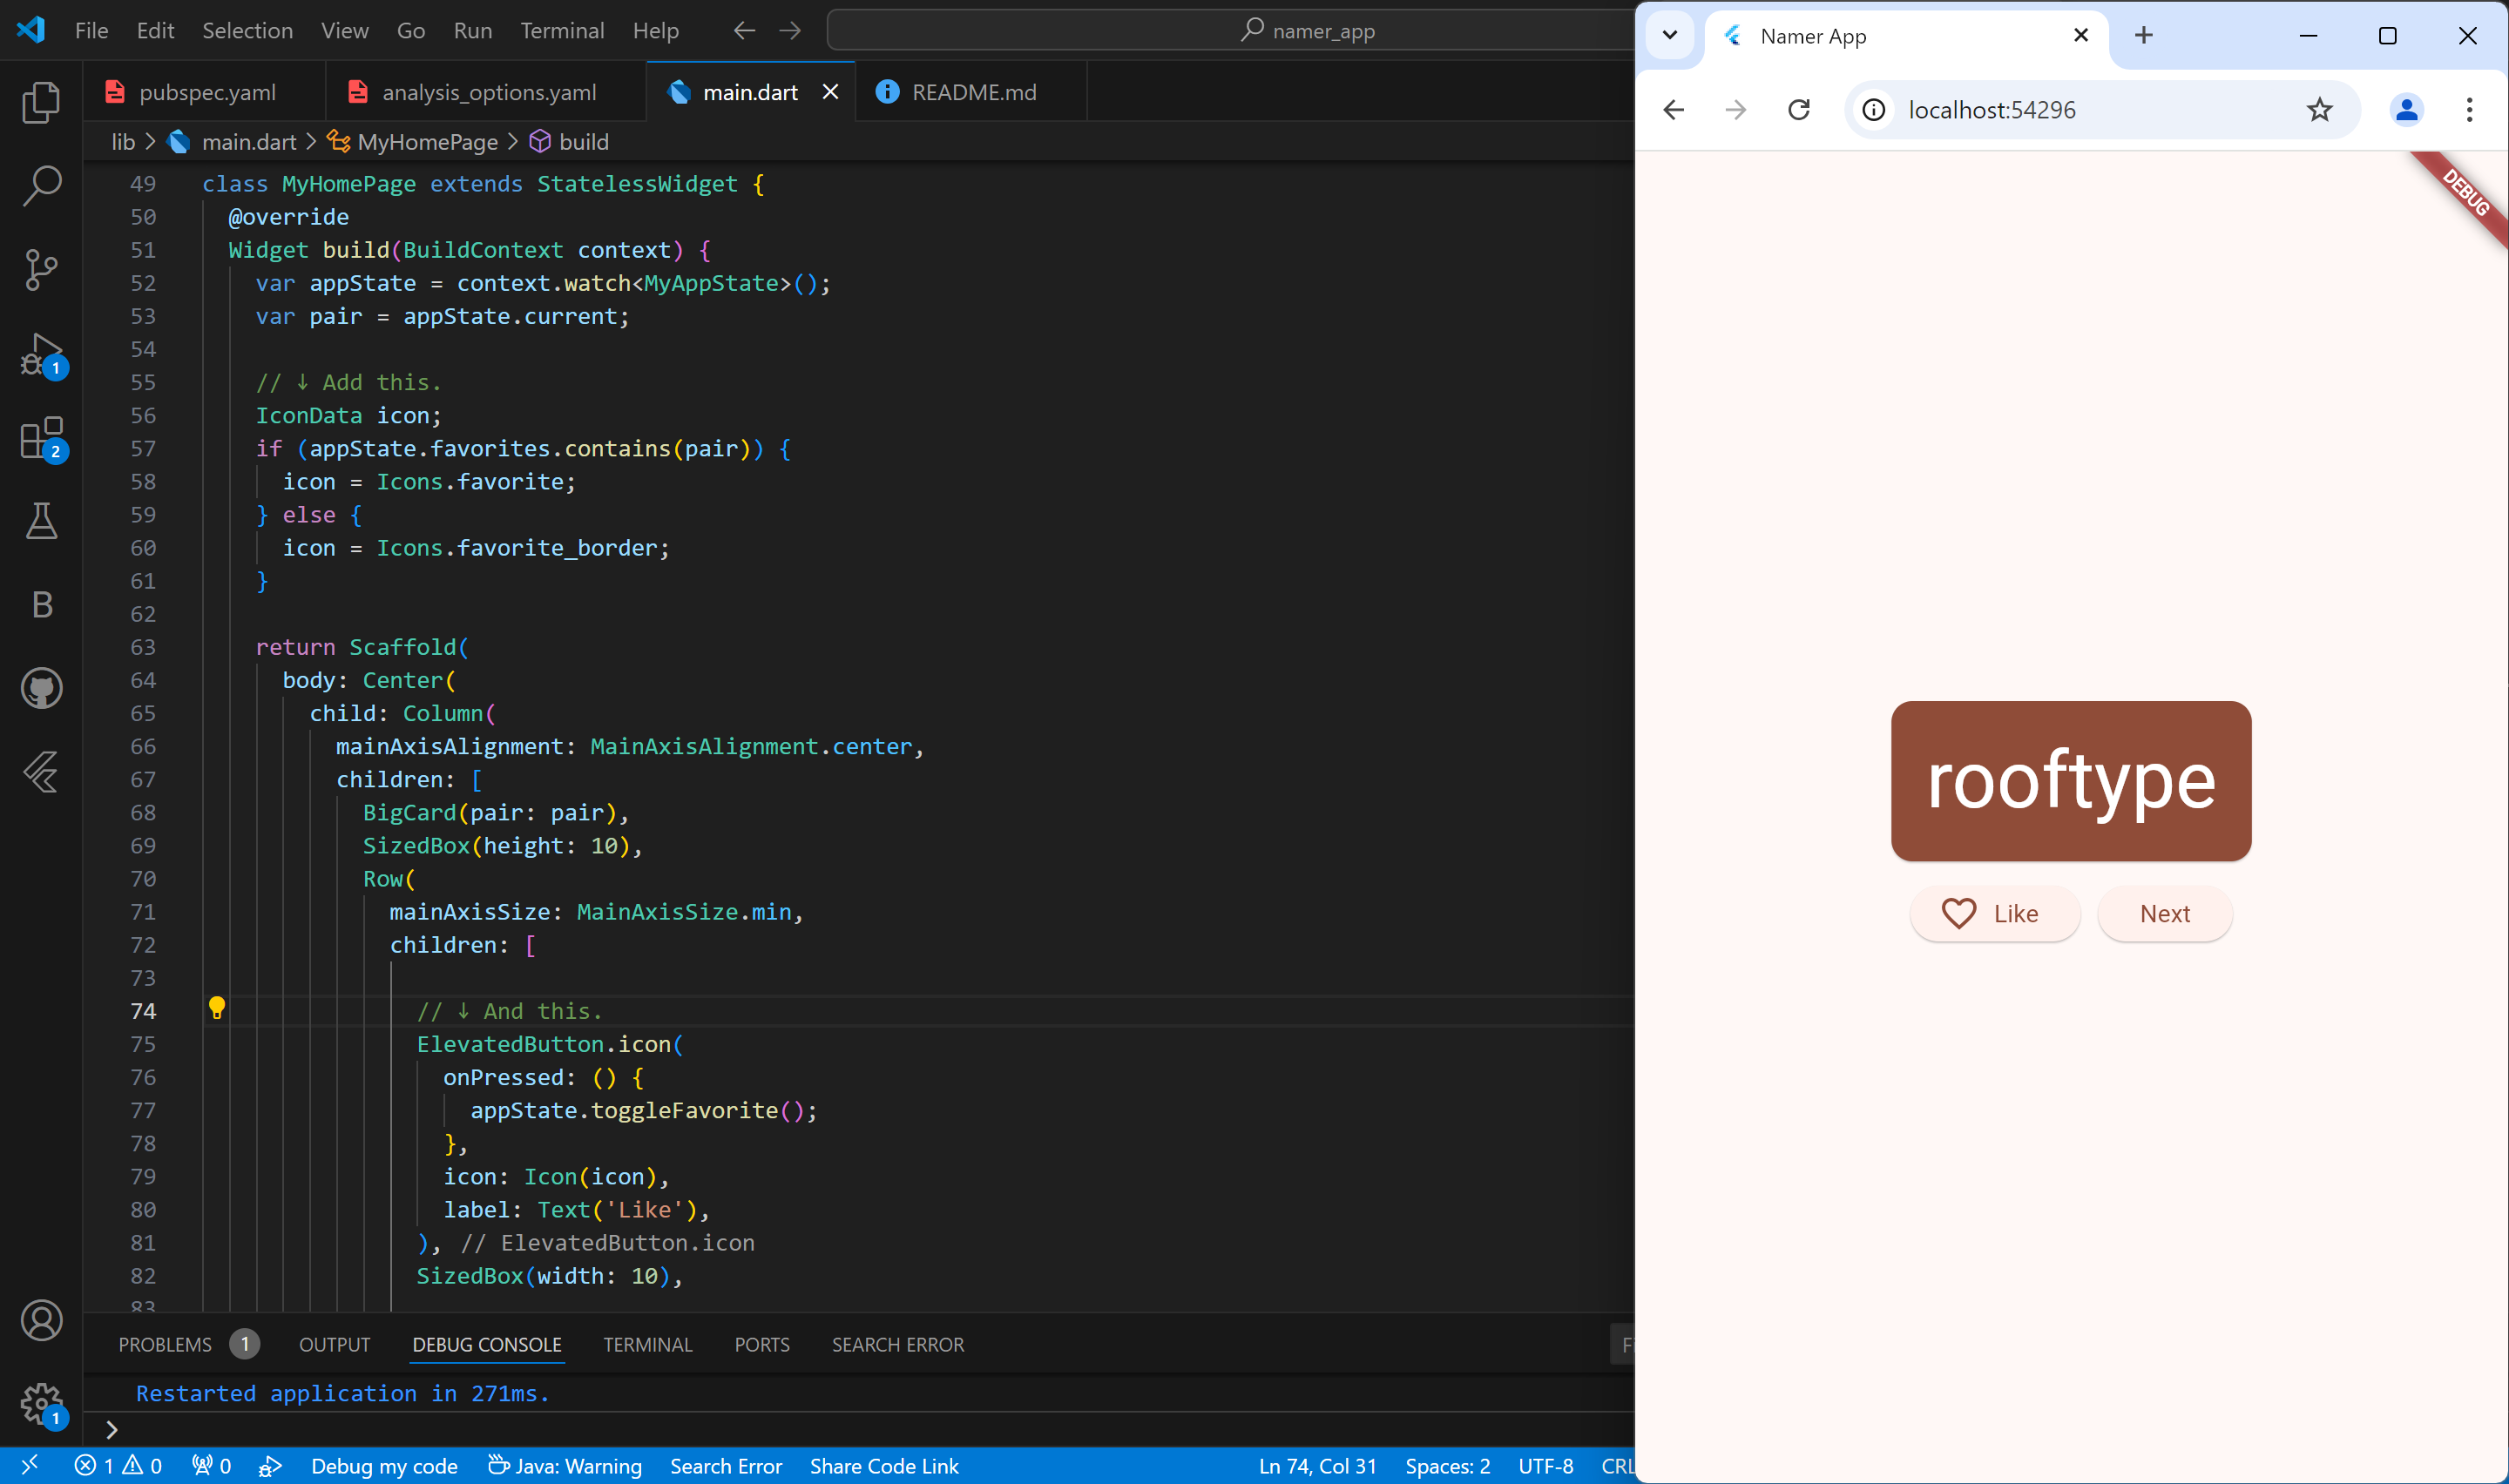 File Edit Selection View Go Run Terminal Help
namer_app
pubspec.yaml analysis_options.yaml main.dart README.md
lib > main.dart > MyHomePage > build
49 class MyHomePage extends StatelessWidget {
50 @override
51 Widget build(BuildContext context) {
52 var appState = context.watch<MyAppState>();
53 var pair = appState.current;
54
55 // ↓ Add this.
56 IconData icon;
57 if (appState.favorites.contains(pair)) {
58 icon = Icons.favorite;
59 } else {
60 icon = Icons.favorite_border;
61 }
62
63 return Scaffold(
64 body: Center(
65 child: Column(
66 mainAxisAlignment: MainAxisAlignment.center,
67 children: [
68 BigCard(pair: pair),
69 SizedBox(height: 10),
70 Row(
71 mainAxisSize: MainAxisSize.min,
72 children: [
73
74 // ↓ And this.
75 ElevatedButton.icon(
76 onPressed: () {
77 appState.toggleFavorite();
78 },
79 icon: Icon(icon),
80 label: Text('Like'),
81 ), // ElevatedButton.icon
82 SizedBox(width: 10),
83
1
2
B
1
PROBLEMS 1 OUTPUT DEBUG CONSOLE TERMINAL PORTS SEARCH ERROR
Fi
Restarted application in 271ms.
>
1 0 0 Debug my code Java: Warning Search Error Share Code Link Ln 74, Col 31 Spaces: 2 UTF-8 CRL
Namer App
localhost:54296
DEBUG
rooftype
Like Next